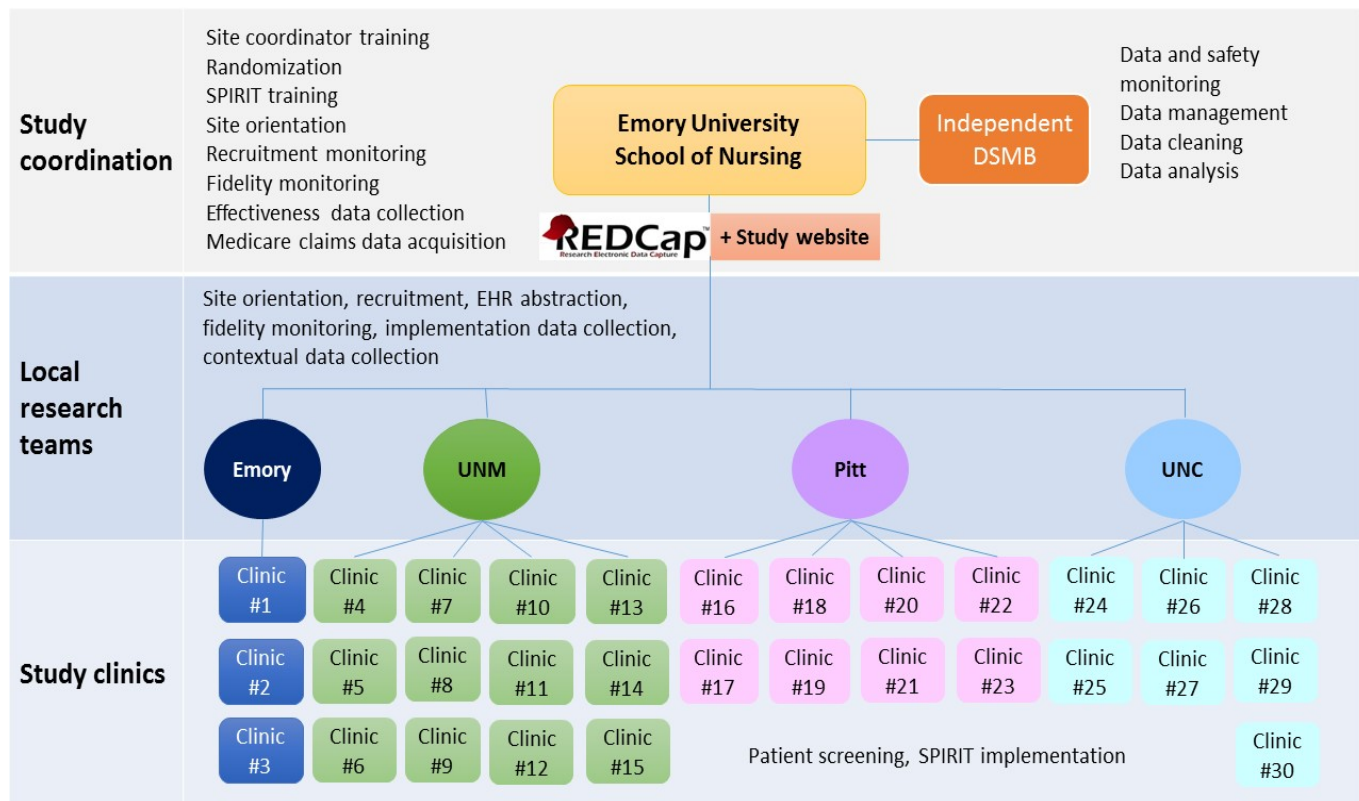 Study
coordination
Site coordinator training
Randomization
SPIRIT training
Site orientation
Recruitment monitoring
Fidelity monitoring
Effectiveness data collection
Medicare claims data acquisition
Emory University
School of Nursing
Independent
DSMB
Data and safety
monitoring
Data management
Data cleaning
Data analysis
REDCap™
Research Electronic Data Capture
+ Study website
Local
research
teams
Site orientation, recruitment, EHR abstraction,
fidelity monitoring, implementation data collection,
contextual data collection
Emory
UNM
Pitt
UNC
Study clinics
Clinic
#1
Clinic
#4
Clinic
#7
Clinic
#10
Clinic
#13
Clinic
#16
Clinic
#18
Clinic
#20
Clinic
#22
Clinic
#24
Clinic
#26
Clinic
#28
Clinic
#2
Clinic
#5
Clinic
#8
Clinic
#11
Clinic
#14
Clinic
#17
Clinic
#19
Clinic
#21
Clinic
#23
Clinic
#25
Clinic
#27
Clinic
#29
Clinic
#3
Clinic
#6
Clinic
#9
Clinic
#12
Clinic
#15
Patient screening, SPIRIT implementation
Clinic
#30